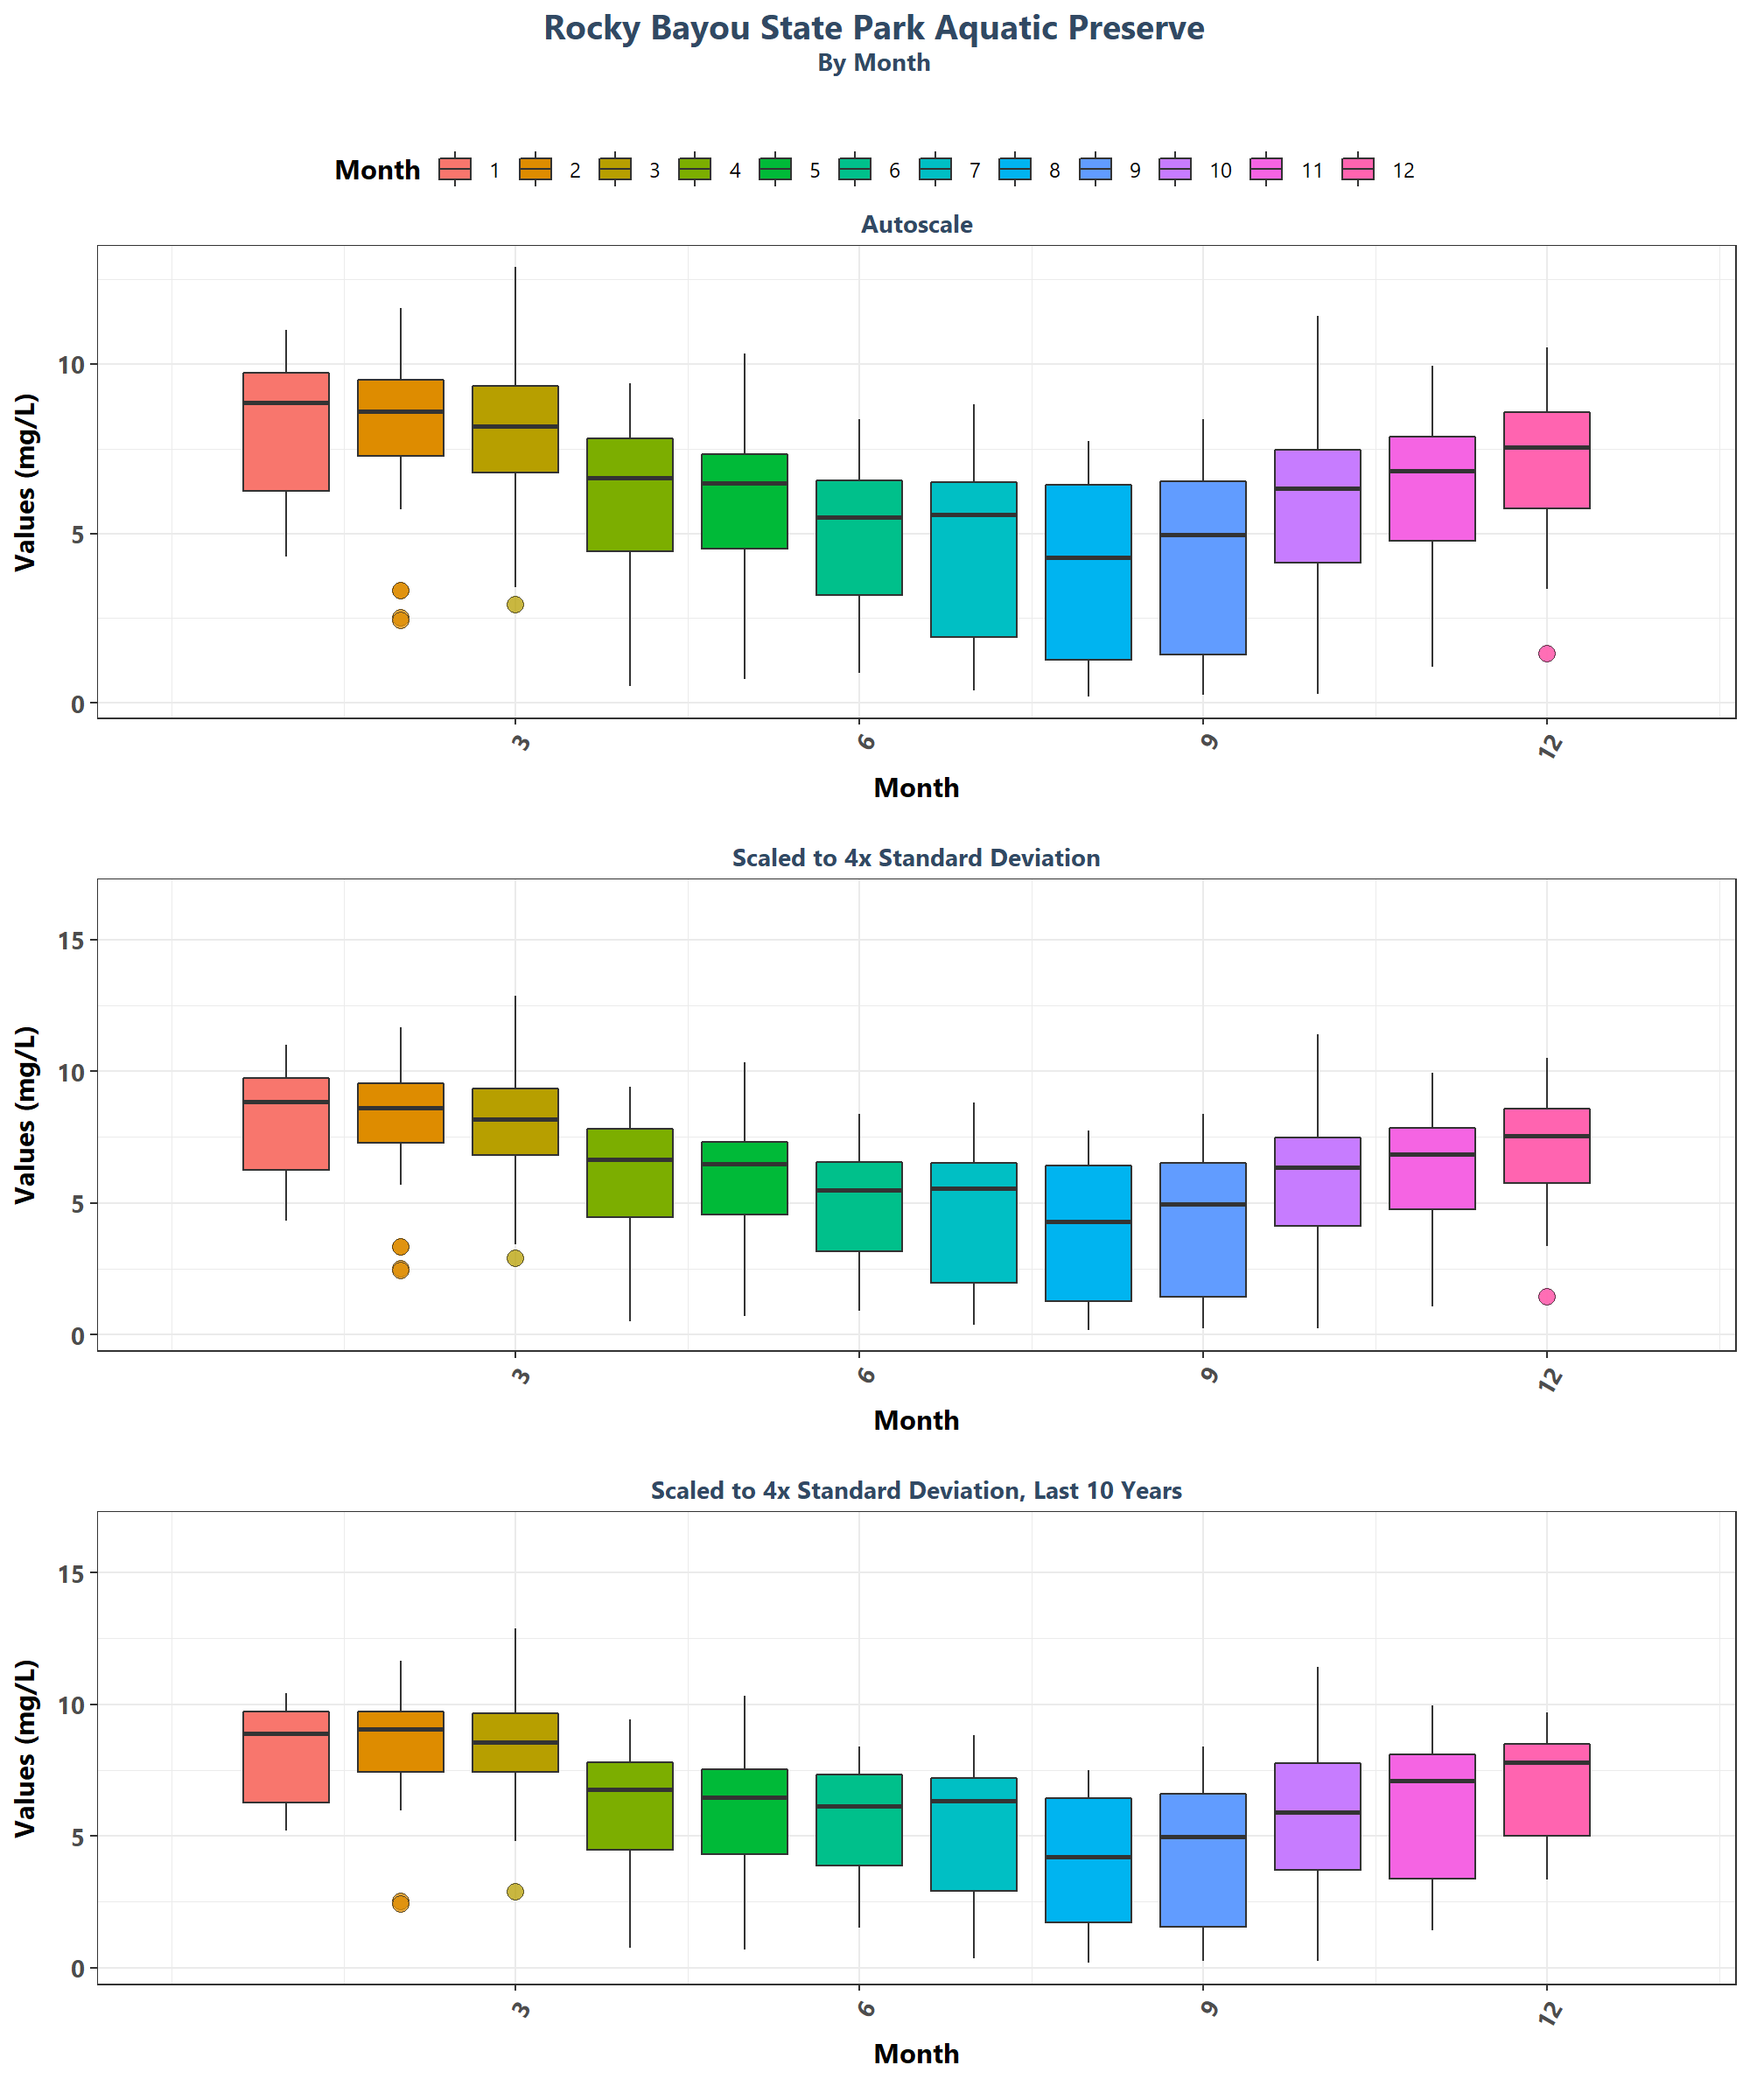 Rocky Bayou State Park Aquatic Preserve
By Month
Month 1 2 3 4 5 6 7 8 9 10 11 12
Autoscale
Values (mg/L)
10
5
0
3 6 9 12
Month
Scaled to 4x Standard Deviation
Values (mg/L)
15
10
5
0
3 6 9 12
Month
Scaled to 4x Standard Deviation, Last 10 Years
Values (mg/L)
15
10
5
0
3 6 9 12
Month